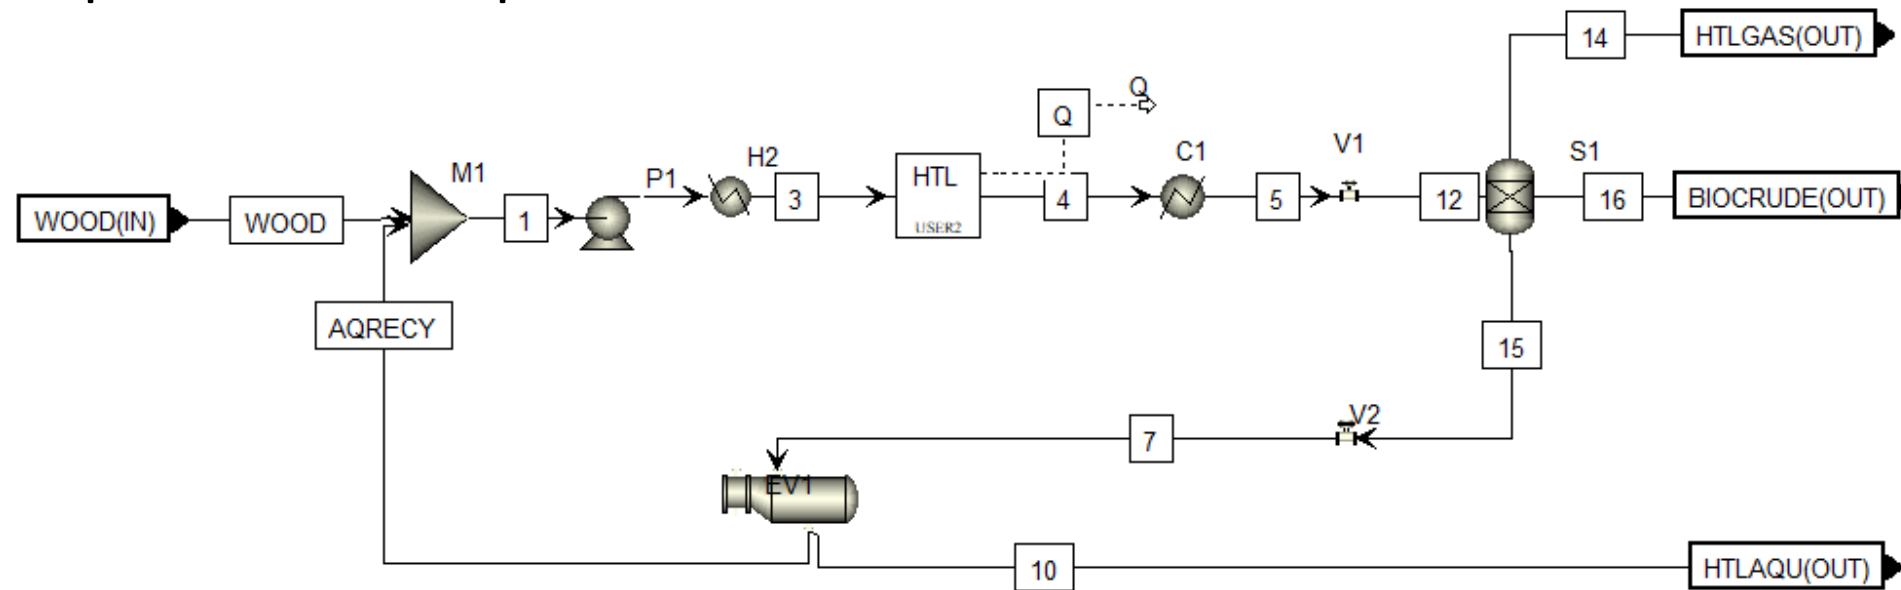 14
HTLGAS(OUT)
Q
Q
M1
P1
H2
HTL
USER2
C1
V1
S1
WOOD(IN)
WOOD
1
3
4
5
12
16
BIOCRUDE(OUT)
AQRECY
15
V2
7
EV1
10
HTLAQU(OUT)